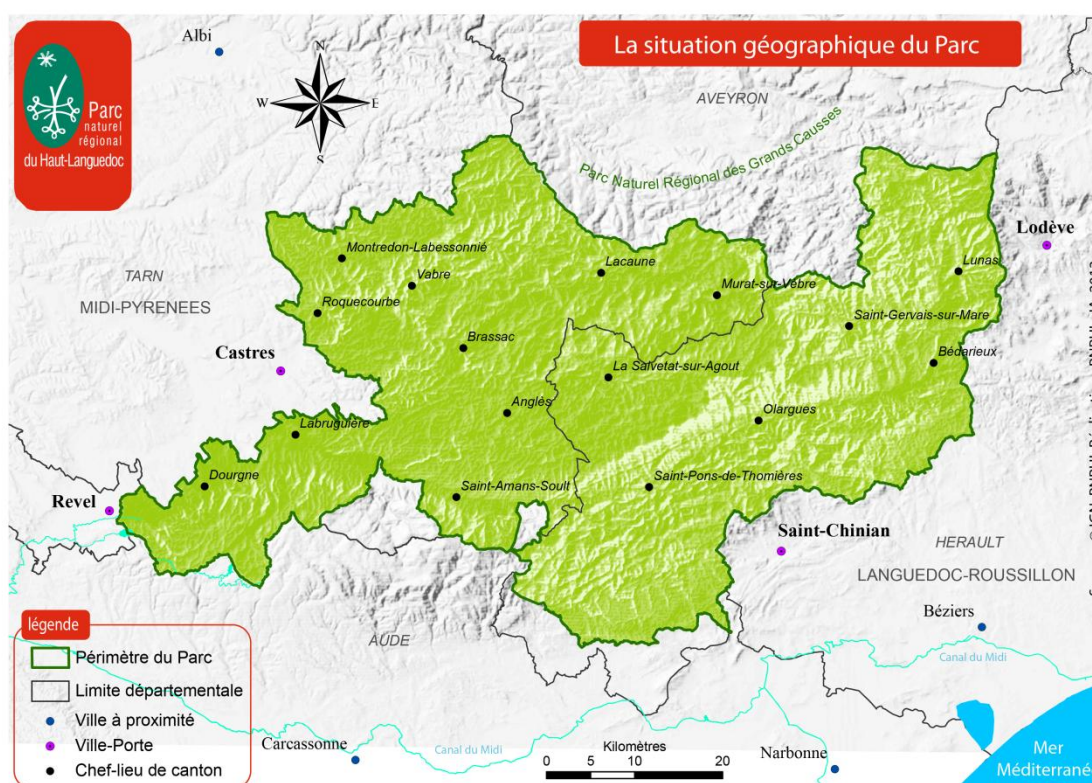 La situation géographique du Parc
Parc
naturel
régional
du Haut-Languedoc
Albi
N
W
E
S
AVEYRON
Parc Naturel Régional des Grands Causses
Lodève
Montredon-Labessonnié
Lacaune
Lunas
TARN
Vabre
Murat-sur-Vèbre
MIDI-PYRENEES
Roquecourbe
Saint-Gervais-sur-Mare
Brassac
Castres
La Salvetat-sur-Agout
Bédarieux
Anglès
Olargues
Labruguière
Dourgne
Saint-Amans-Soult
Saint-Pons-de-Thomières
Revel
Saint-Chinian
HERAULT
LANGUEDOC-ROUSSILLON
Béziers
AUDE
Canal du Midi
légende
Périmètre du Parc
Limite départementale
Ville à proximité
Ville-Porte
Chef-lieu de canton
Carcassonne
Canal du Midi
Kilomètres
0 5 10 20
Narbonne
Mer
Méditerrané